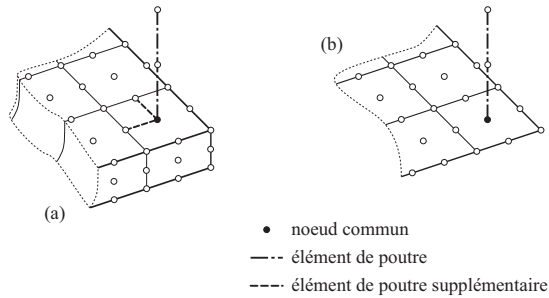 (b)
(a)
noeud commun
élément de poutre
élément de poutre supplémentaire